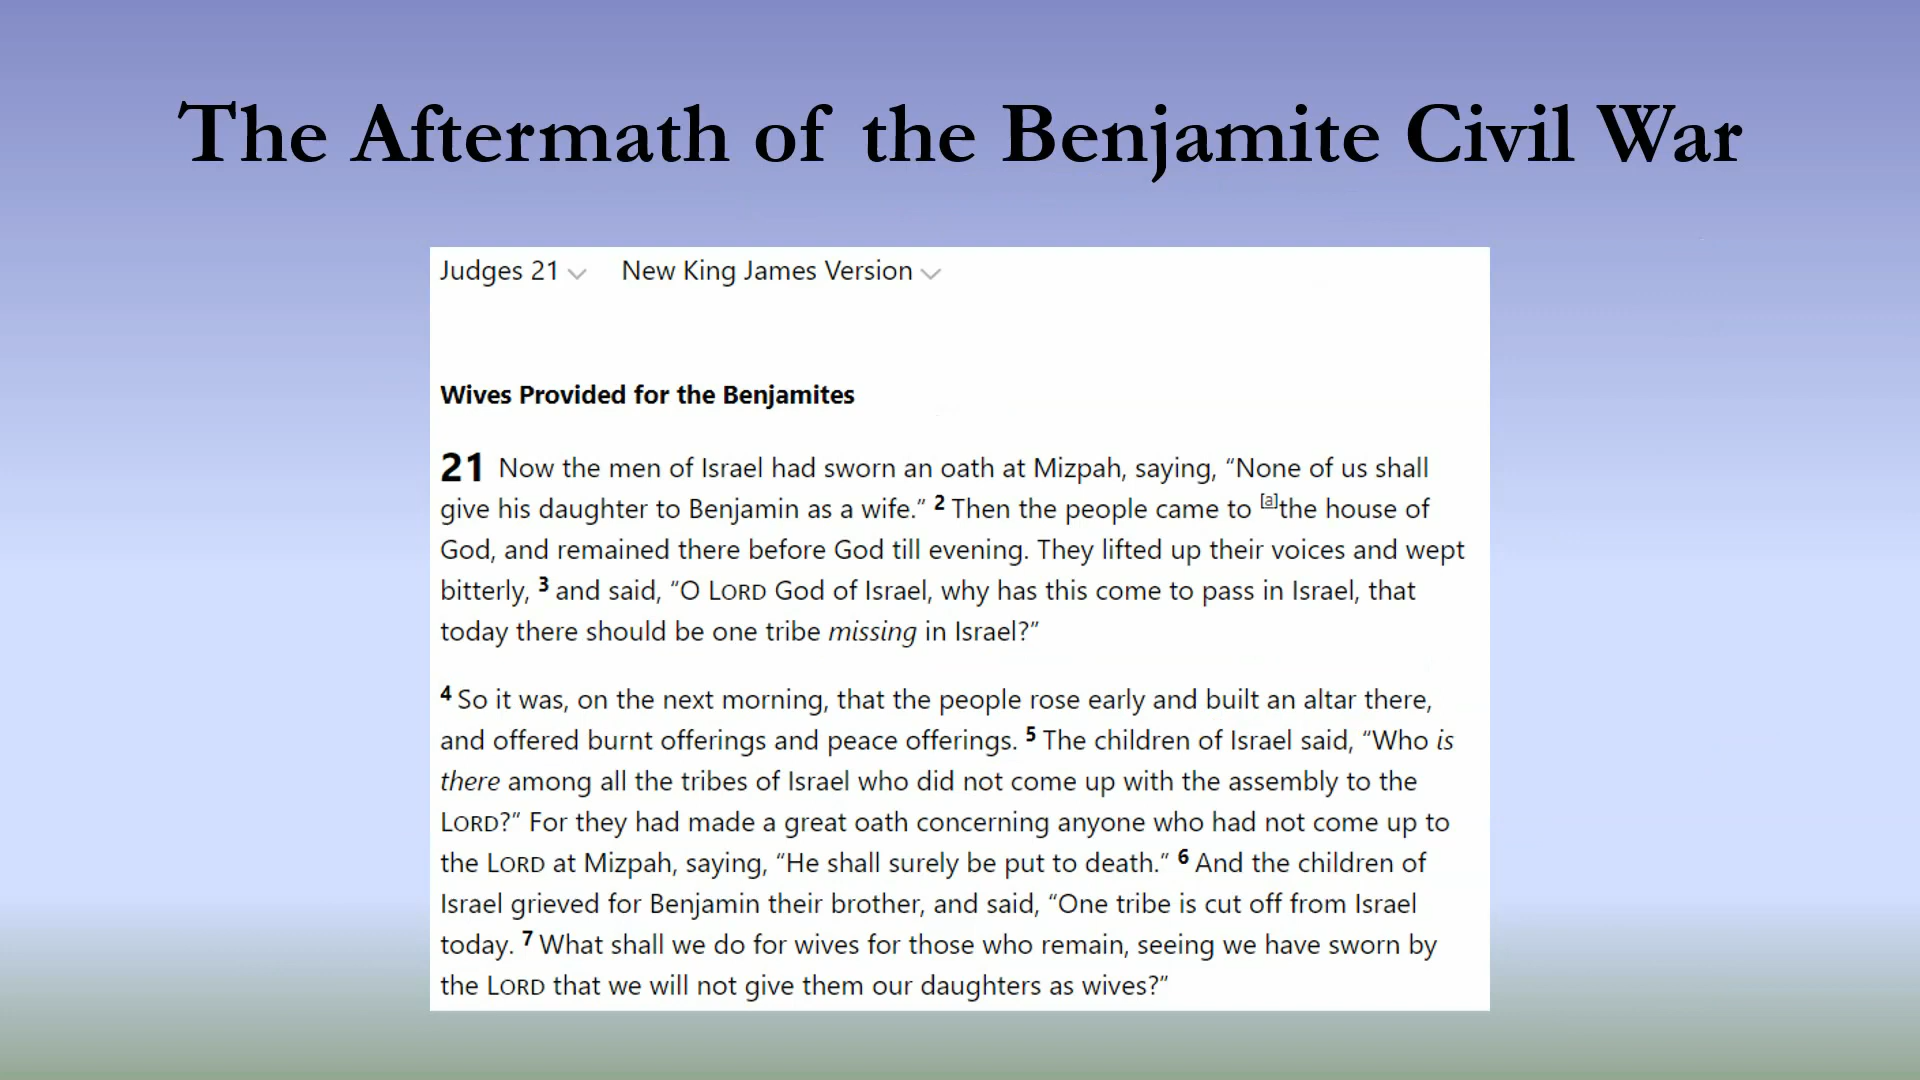 The Aftermath of the Benjamite Civil War
Judges 21 New King James Version
Wives Provided for the Benjamites
21 Now the men of Israel had sworn an oath at Mizpah, saying, “None of us shall
give his daughter to Benjamin as a wife.” 2 Then the people came to [a]the house of
God, and remained there before God till evening. They lifted up their voices and wept
bitterly, 3 and said, “O LORD God of Israel, why has this come to pass in Israel, that
today there should be one tribe missing in Israel?”
4 So it was, on the next morning, that the people rose early and built an altar there,
and offered burnt offerings and peace offerings. 5 The children of Israel said, “Who is
there among all the tribes of Israel who did not come up with the assembly to the
LORD?” For they had made a great oath concerning anyone who had not come up to
the LORD at Mizpah, saying, “He shall surely be put to death.” 6 And the children of
Israel grieved for Benjamin their brother, and said, “One tribe is cut off from Israel
today. 7 What shall we do for wives for those who remain, seeing we have sworn by
the LORD that we will not give them our daughters as wives?”